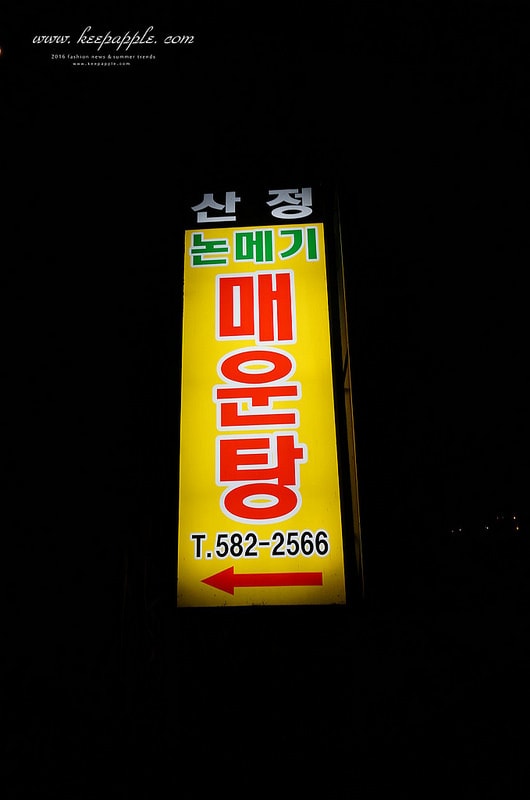 www. keepapple. com
2016 fashion news & summer trends
www.keepapple.com
산 정
논메기
매
운
탕
T.582-2566